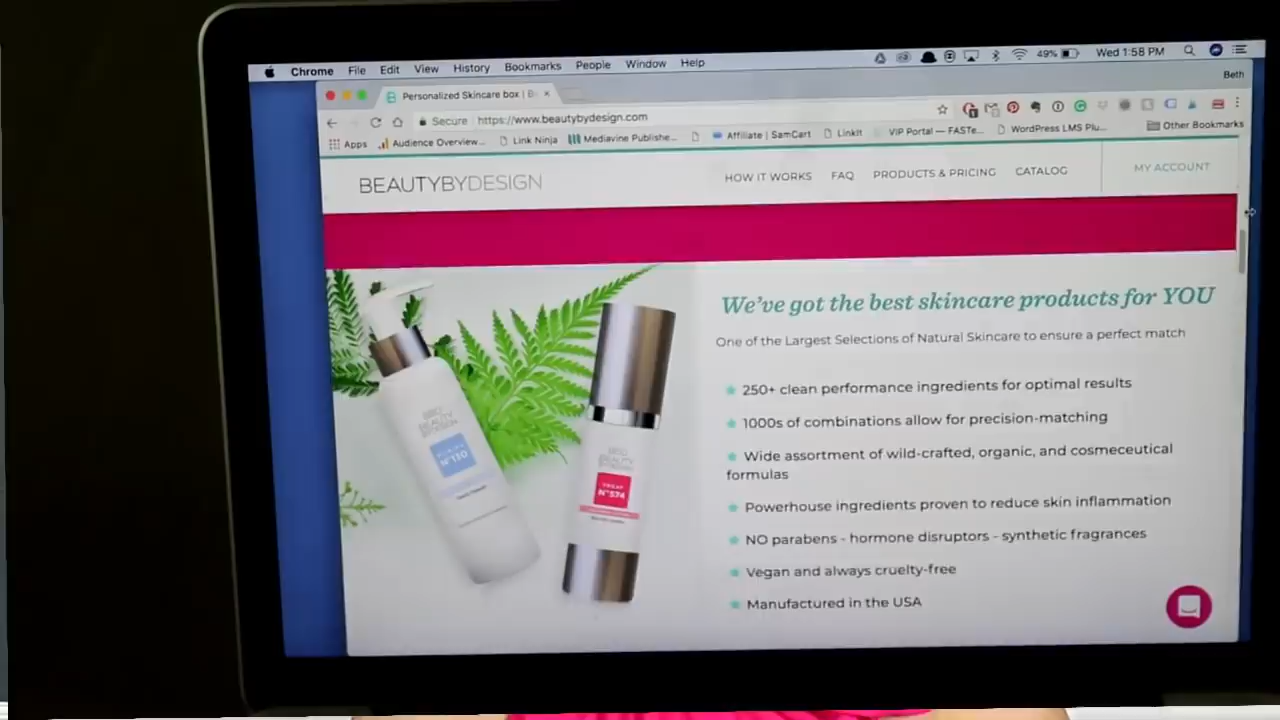 Chrome File Edit View History Bookmarks People Window Help 49% Wed 1:58 PM
Beth
Personalized Skincare box | B
Secure https://www.beautybydesign.com
Apps Audience Overview... Link Ninja Mediavine Publishe... Affiliate | SamCart LinkIt VIP Portal — FASTe... WordPress LMS Plu... Other Bookmarks
BEAUTYBYDESIGN HOW IT WORKS FAQ PRODUCTS & PRICING CATALOG MY ACCOUNT
We've got the best skincare products for YOU
One of the Largest Selections of Natural Skincare to ensure a perfect match
250+ clean performance ingredients for optimal results
1000s of combinations allow for precision-matching
Wide assortment of wild-crafted, organic, and cosmeceutical
formulas
Powerhouse ingredients proven to reduce skin inflammation
NO parabens - hormone disruptors - synthetic fragrances
Vegan and always cruelty-free
Manufactured in the USA
BEAUTY
N°130
BEAUTY
N°574